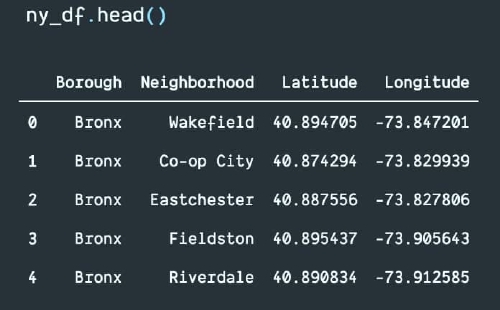 ny_df.head()
Borough Neighborhood Latitude Longitude
0 Bronx Wakefield 40.894705 -73.847201
1 Bronx Co-op City 40.874294 -73.829939
2 Bronx Eastchester 40.887556 -73.827806
3 Bronx Fieldston 40.895437 -73.905643
4 Bronx Riverdale 40.890834 -73.912585